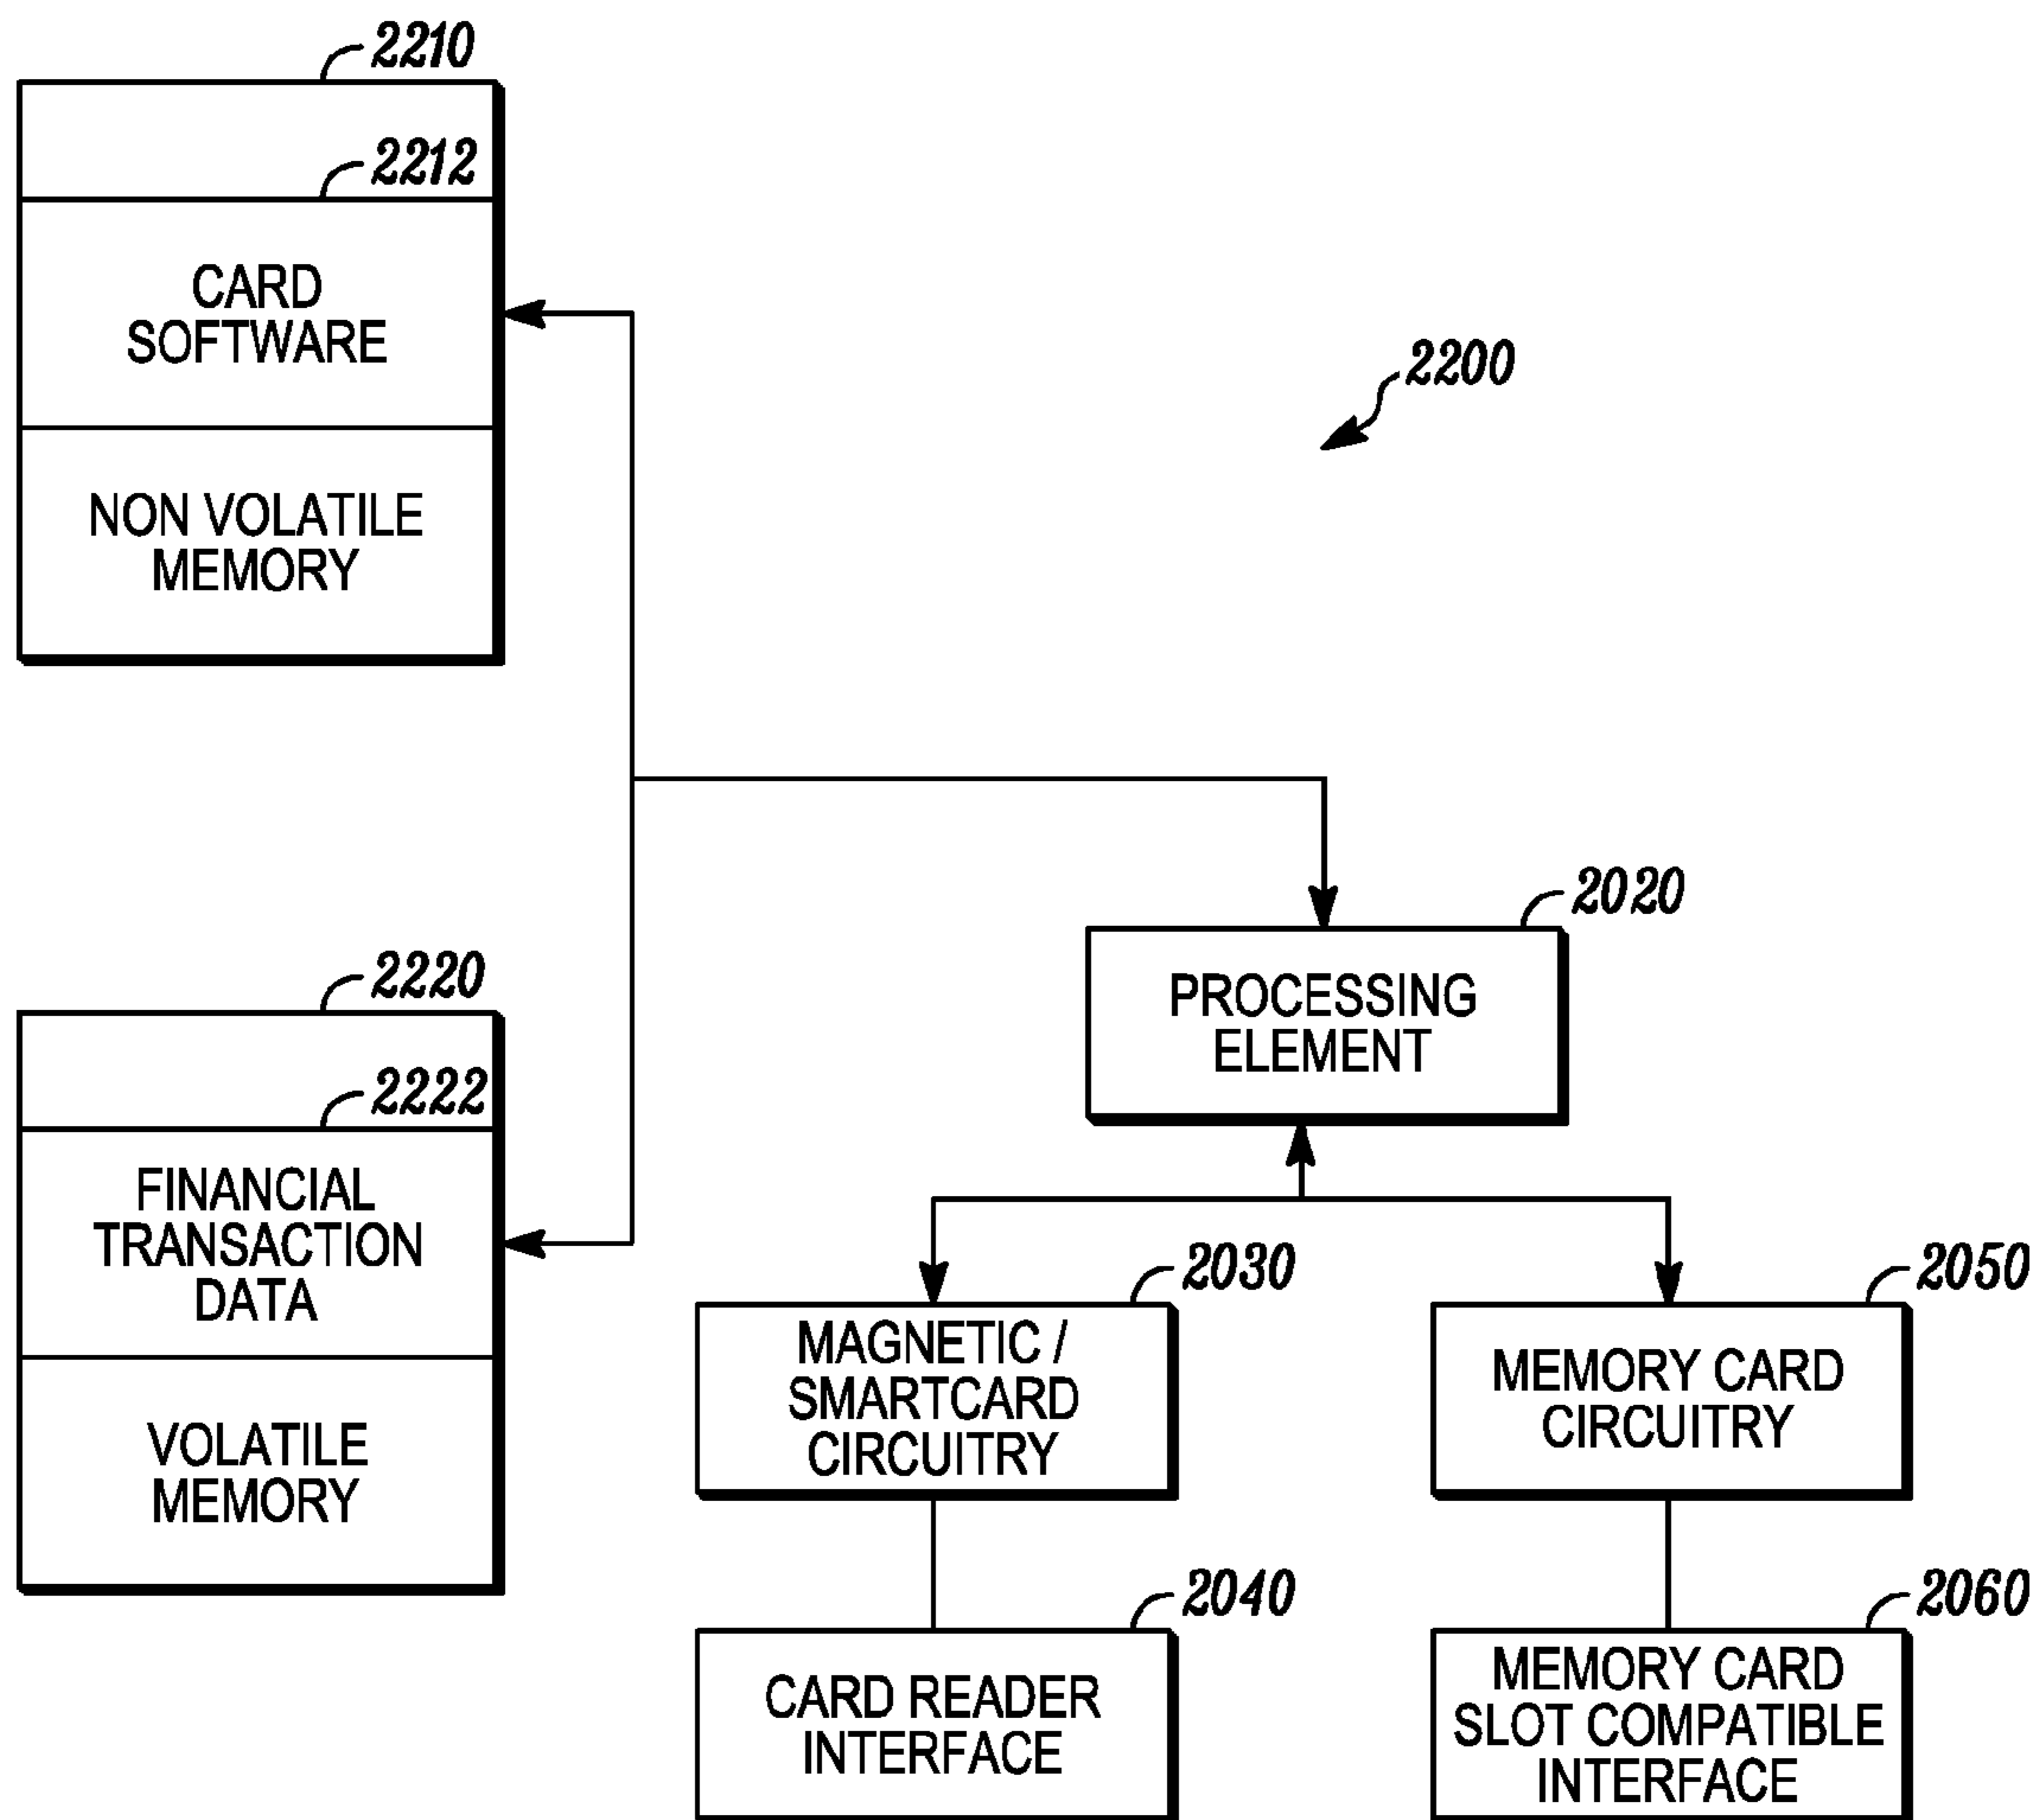 2210
2212
CARD
SOFTWARE
NON VOLATILE
MEMORY
2200
2020
PROCESSING
ELEMENT
2220
2222
FINANCIAL
TRANSACTION
DATA
VOLATILE
MEMORY
2030
MAGNETIC /
SMARTCARD
CIRCUITRY
2050
MEMORY CARD
CIRCUITRY
2040
CARD READER
INTERFACE
2060
MEMORY CARD
SLOT COMPATIBLE
INTERFACE